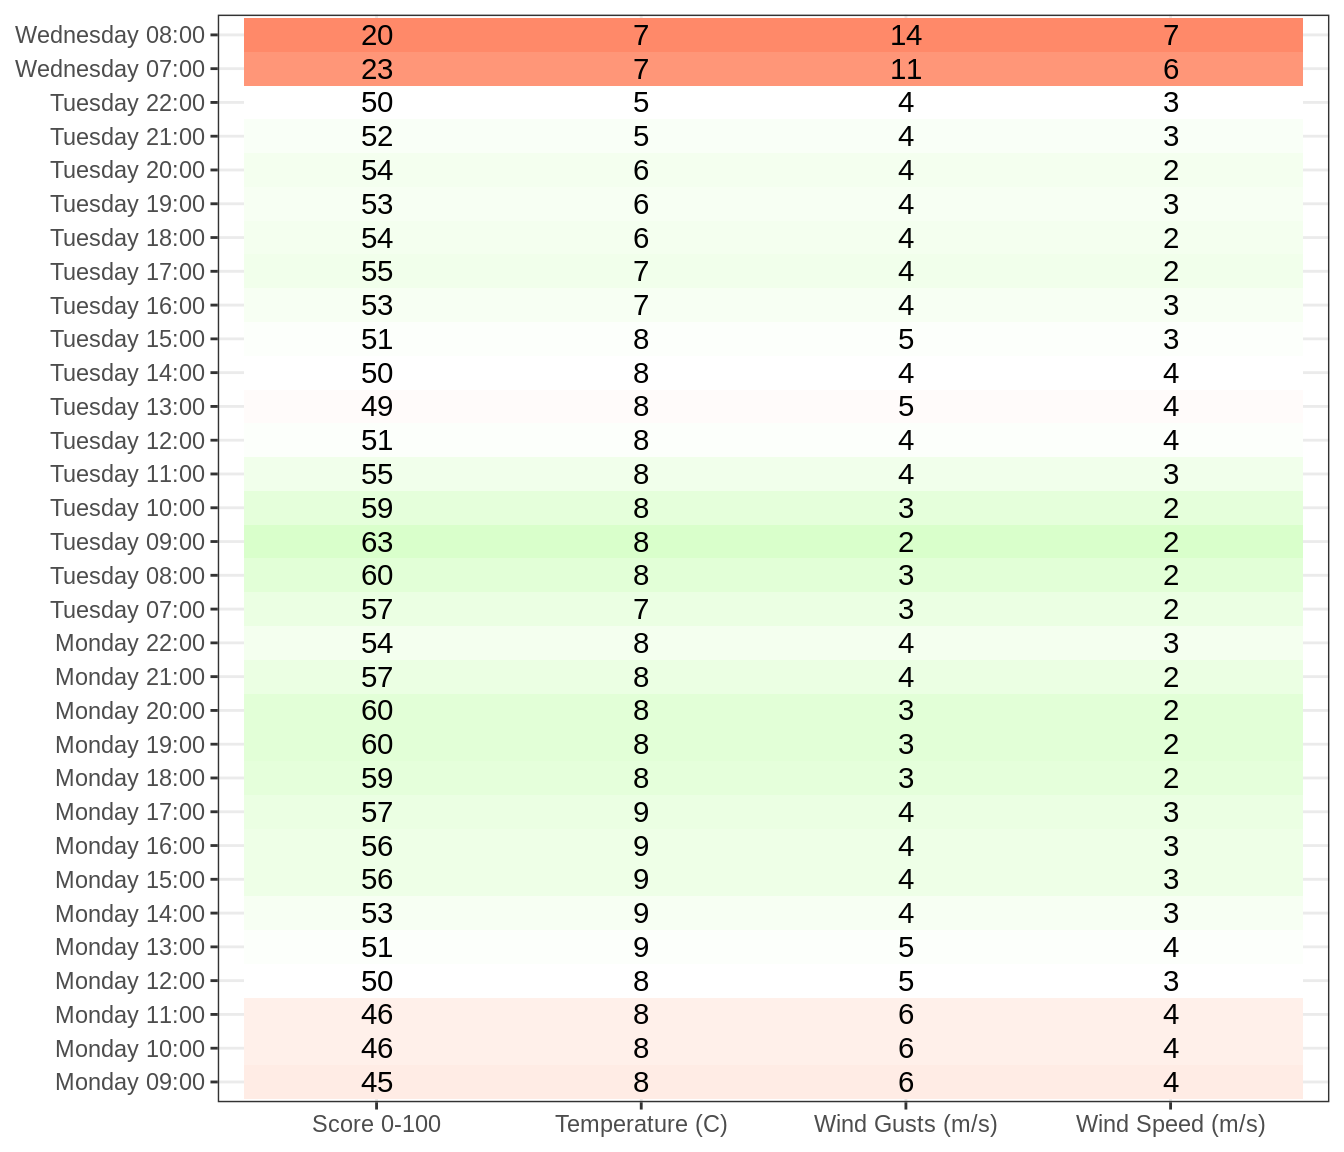 Wednesday 08:00 20 7 14 7
Wednesday 07:00 23 7 11 6
Tuesday 22:00 50 5 4 3
Tuesday 21:00 52 5 4 3
Tuesday 20:00 54 6 4 2
Tuesday 19:00 53 6 4 3
Tuesday 18:00 54 6 4 2
Tuesday 17:00 55 7 4 2
Tuesday 16:00 53 7 4 3
Tuesday 15:00 51 8 5 3
Tuesday 14:00 50 8 4 4
Tuesday 13:00 49 8 5 4
Tuesday 12:00 51 8 4 4
Tuesday 11:00 55 8 4 3
Tuesday 10:00 59 8 3 2
Tuesday 09:00 63 8 2 2
Tuesday 08:00 60 8 3 2
Tuesday 07:00 57 7 3 2
Monday 22:00 54 8 4 3
Monday 21:00 57 8 4 2
Monday 20:00 60 8 3 2
Monday 19:00 60 8 3 2
Monday 18:00 59 8 3 2
Monday 17:00 57 9 4 3
Monday 16:00 56 9 4 3
Monday 15:00 56 9 4 3
Monday 14:00 53 9 4 3
Monday 13:00 51 9 5 4
Monday 12:00 50 8 5 3
Monday 11:00 46 8 6 4
Monday 10:00 46 8 6 4
Monday 09:00 45 8 6 4
Score 0-100 Temperature (C) Wind Gusts (m/s) Wind Speed (m/s)